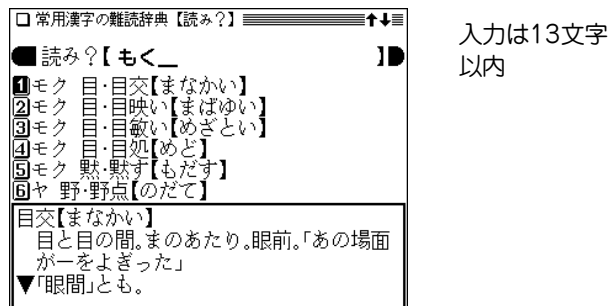 常用漢字の難読辞典【読み?】
読み?【もく_ 】
1モク 目・目交【まなかい】
2モク 目・目映い【まばゆい】
3モク 目・目敏い【めざとい】
4モク 目・目処【めど】
5モク 黙・黙す【もだす】
6ヤ 野・野点【のだて】
目交【まなかい】
目と目の間。まのあたり。眼前。「あの場面
が―をよぎった」
▼「眼間」とも。
入力は13文字
以内